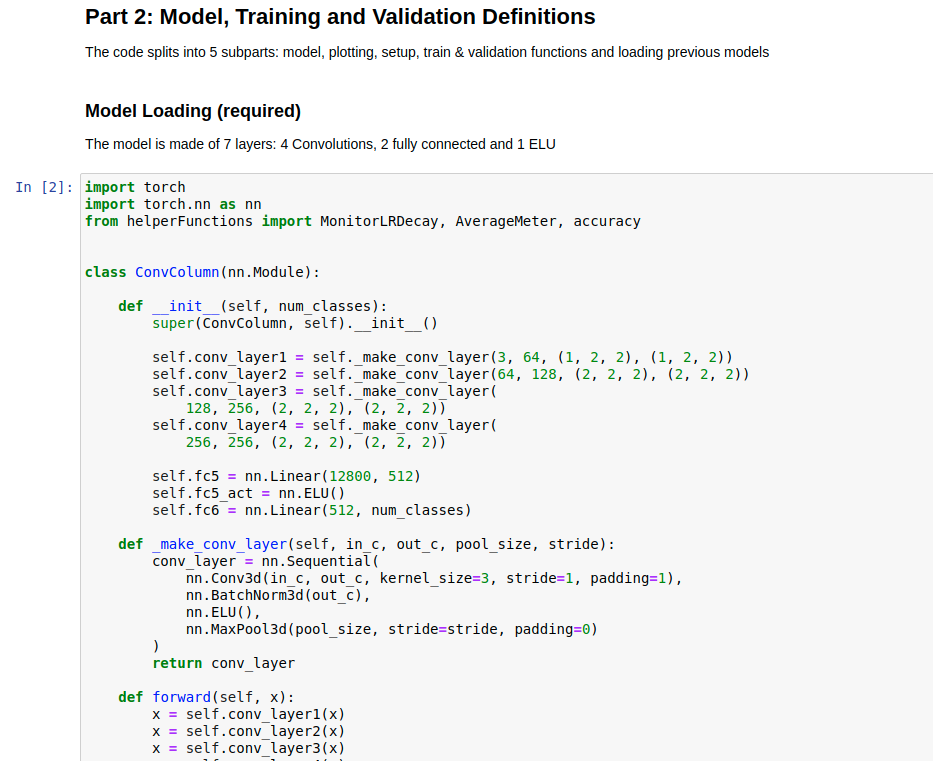 Part 2: Model, Training and Validation Definitions
The code splits into 5 subparts: model, plotting, setup, train & validation functions and loading previous models
Model Loading (required)
The model is made of 7 layers: 4 Convolutions, 2 fully connected and 1 ELU
In [2]:
import torch
import torch.nn as nn
from helperFunctions import MonitorLRDecay, AverageMeter, accuracy
class ConvColumn(nn.Module):
    def __init__(self, num_classes):
        super(ConvColumn, self).__init__()
        self.conv_layer1 = self._make_conv_layer(3, 64, (1, 2, 2), (1, 2, 2))
        self.conv_layer2 = self._make_conv_layer(64, 128, (2, 2, 2), (2, 2, 2))
        self.conv_layer3 = self._make_conv_layer(
            128, 256, (2, 2, 2), (2, 2, 2))
        self.conv_layer4 = self._make_conv_layer(
            256, 256, (2, 2, 2), (2, 2, 2))
        self.fc5 = nn.Linear(12800, 512)
        self.fc5_act = nn.ELU()
        self.fc6 = nn.Linear(512, num_classes)
    def _make_conv_layer(self, in_c, out_c, pool_size, stride):
        conv_layer = nn.Sequential(
            nn.Conv3d(in_c, out_c, kernel_size=3, stride=1, padding=1),
            nn.BatchNorm3d(out_c),
            nn.ELU(),
            nn.MaxPool3d(pool_size, stride=stride, padding=0)
        )
        return conv_layer
    def forward(self, x):
        x = self.conv_layer1(x)
        x = self.conv_layer2(x)
        x = self.conv_layer3(x)